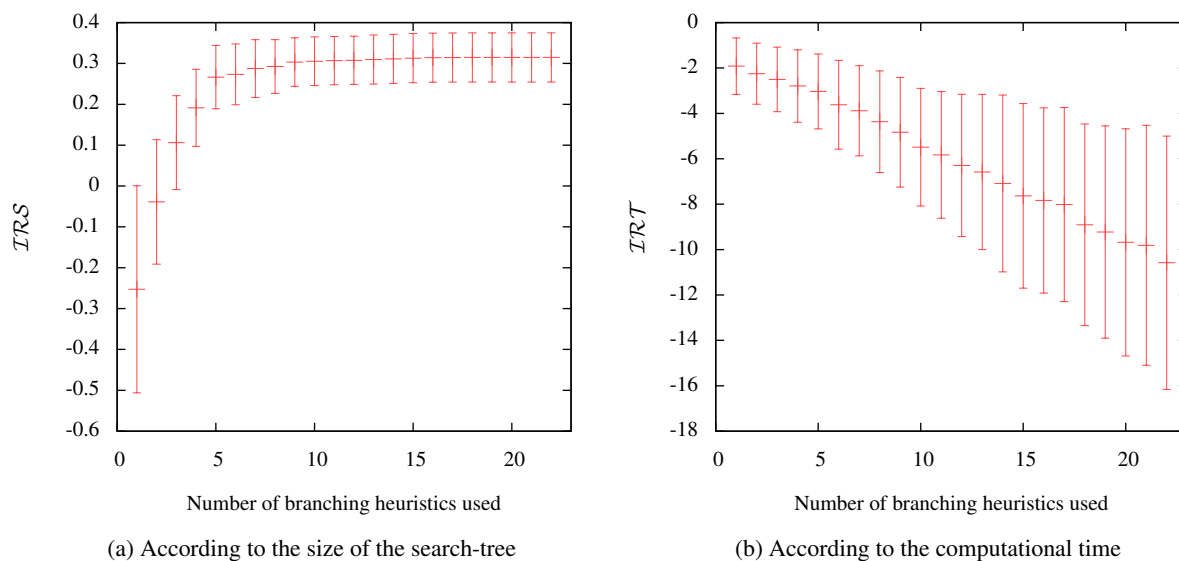 0.4
0.3
0.2
0.1
0
-0.1
-0.2
-0.3
-0.4
-0.5
-0.6
IRS
0 5 10 15 20
Number of branching heuristics used
(a) According to the size of the search-tree
0
-2
-4
-6
-8
-10
-12
-14
-16
-18
IRT
0 5 10 15 20
Number of branching heuristics used
(b) According to the computational time